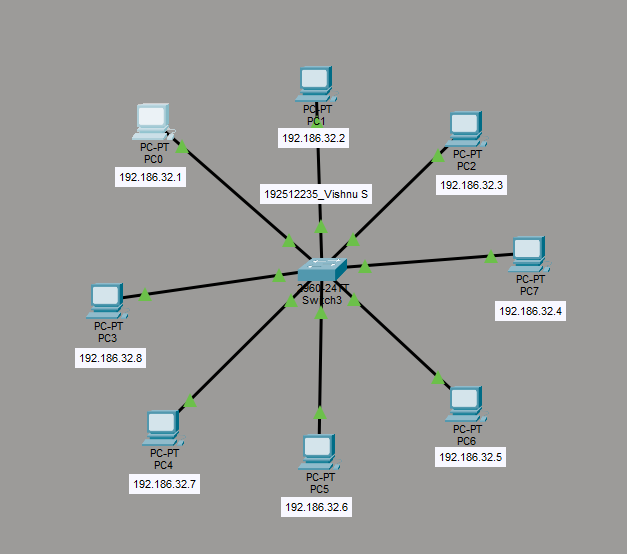 PC-PT
PC1
192.186.32.2
PC-PT
PC0
192.186.32.1
PC-PT
PC2
192.186.32.3
192512235_Vishnu S
PC-PT
PC7
192.186.32.4
2960-24TT
Switch3
PC-PT
PC3
192.186.32.8
PC-PT
PC6
192.186.32.5
PC-PT
PC4
192.186.32.7
PC-PT
PC5
192.186.32.6